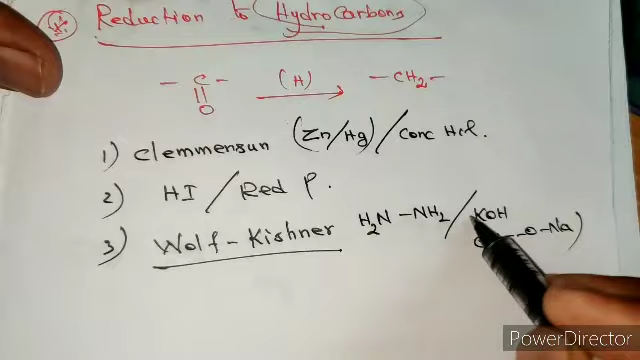 Reduction to HydroCarbons
- C - (H) - CH2 -
O
1) Clemmensun (Zn/Hg)/Conc Hcl.
2) HI / Red P.
3) Wolf-Kishner H2N-NH2/KOH
-O-Na)
PowerDirector